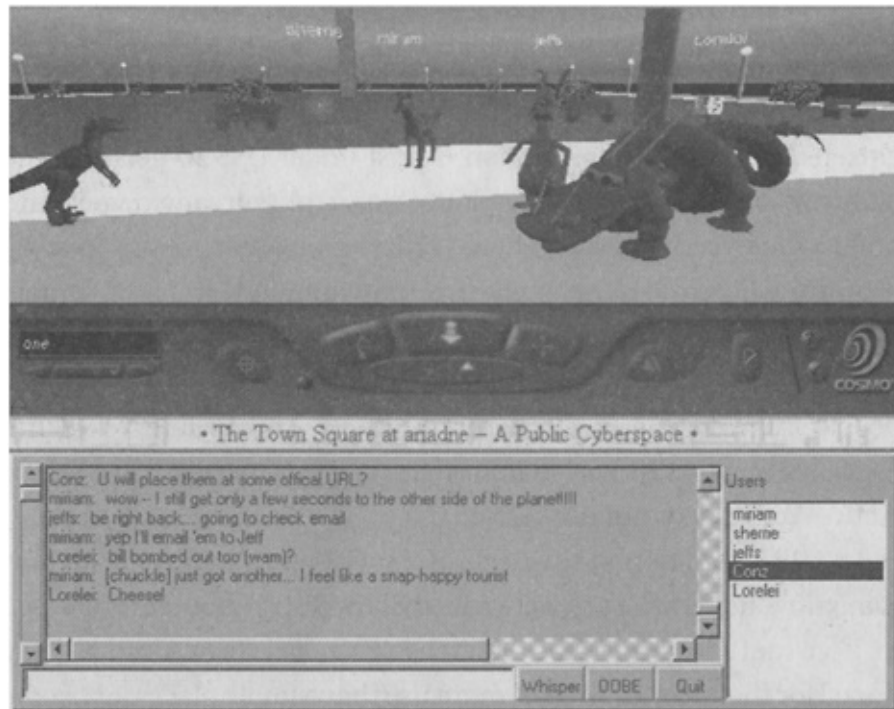 sherrie miriam jeffs Lorelei
one
COSMO
• The Town Square at ariadne – A Public Cyberspace •
Conz: U will place them at some offical URL?
miriam: wow -- I still get only a few seconds to the other side of the planet!!!!
jeffs: be right back... going to check email
miriam: yep I'll email 'em to Jeff
Lorelei: bill bombed out too (wam)?
miriam: [chuckle] just got another... I feel like a snap-happy tourist
Lorelei: Cheese!
Users
miriam
sherrie
jeffs
Conz
Lorelei
Whisper OOBE Quit